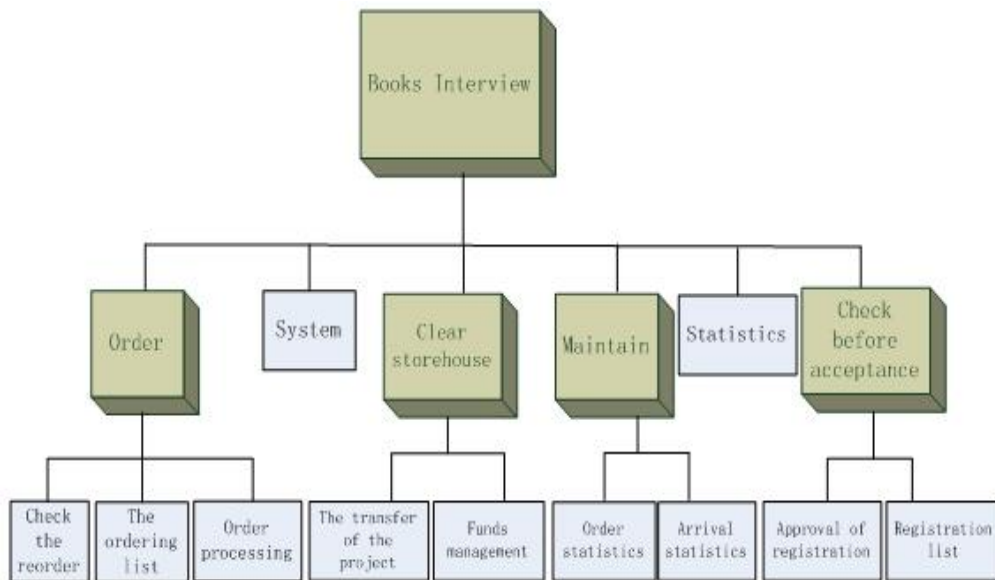 Books Interview
Order
System
Clear
storehouse
Maintain
Statistics
Check
before
acceptance
Check
the
reorder
The
ordering
list
Order
processing
The transfer
of the
project
Funds
management
Order
statistics
Arrival
statistics
Approval of
registration
Registration
list